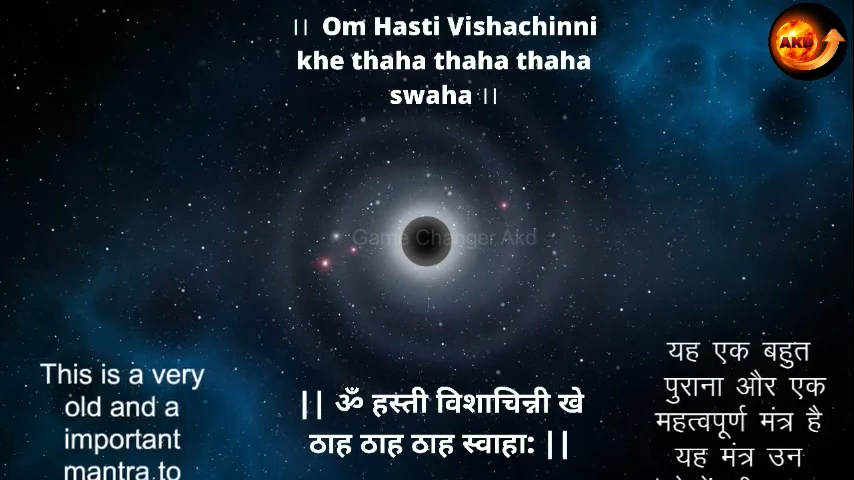 ।। Om Hasti Vishachinni
khe thaha thaha thaha
swaha ।।
AKD
Game Changer Akd
This is a very
old and a
important
mantra to
|| ॐ हस्ती विशाचिन्नी खे
ठाह ठाह ठाह स्वाहा: ||
यह एक बहुत
पुराना और एक
महत्वपूर्ण मंत्र है
यह मंत्र उन